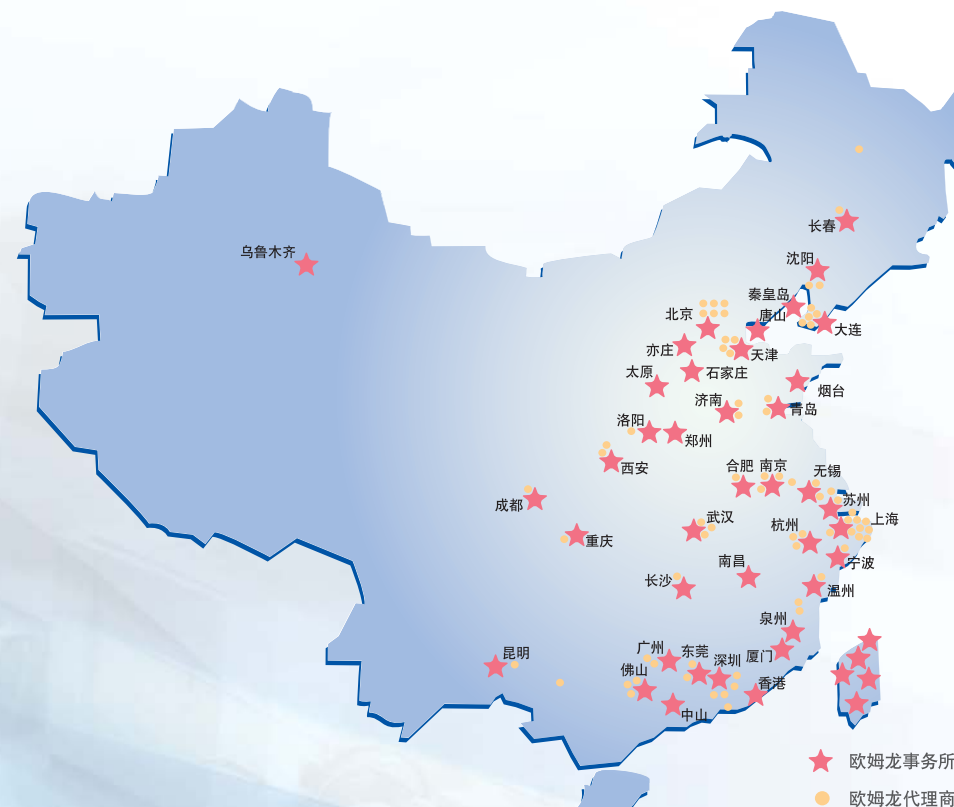 长春
乌鲁木齐
沈阳
秦皇岛
北京
唐山
大连
亦庄
天津
太原
石家庄
烟台
济南
青岛
洛阳
郑州
西安
合肥
南京
无锡
成都
苏州
武汉
杭州
上海
重庆
南昌
宁波
长沙
温州
泉州
昆明
广州
东莞
深圳
厦门
佛山
香港
中山
欧姆龙事务所
欧姆龙代理商